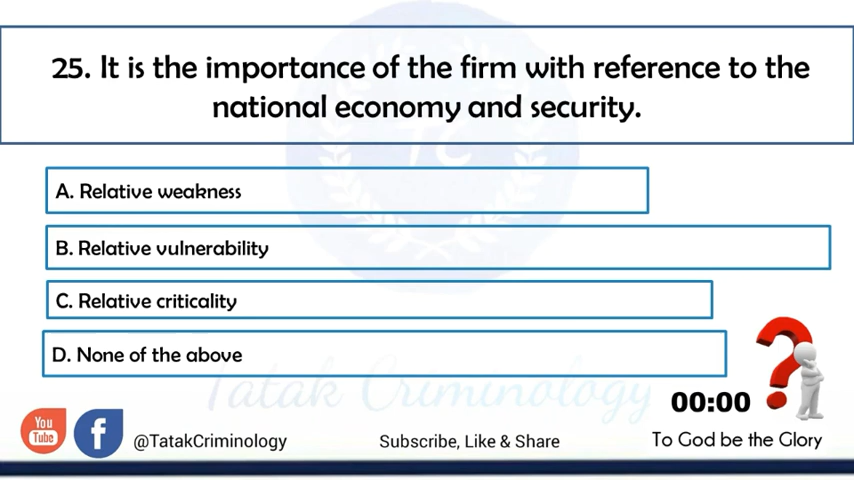 25. It is the importance of the firm with reference to the
national economy and security.
TC
A. Relative weakness
B. Relative vulnerability
C. Relative criticality
D. None of the above
Tatak Criminology
00:00
You
Tube
f
@TatakCriminology
Subscribe, Like & Share
To God be the Glory